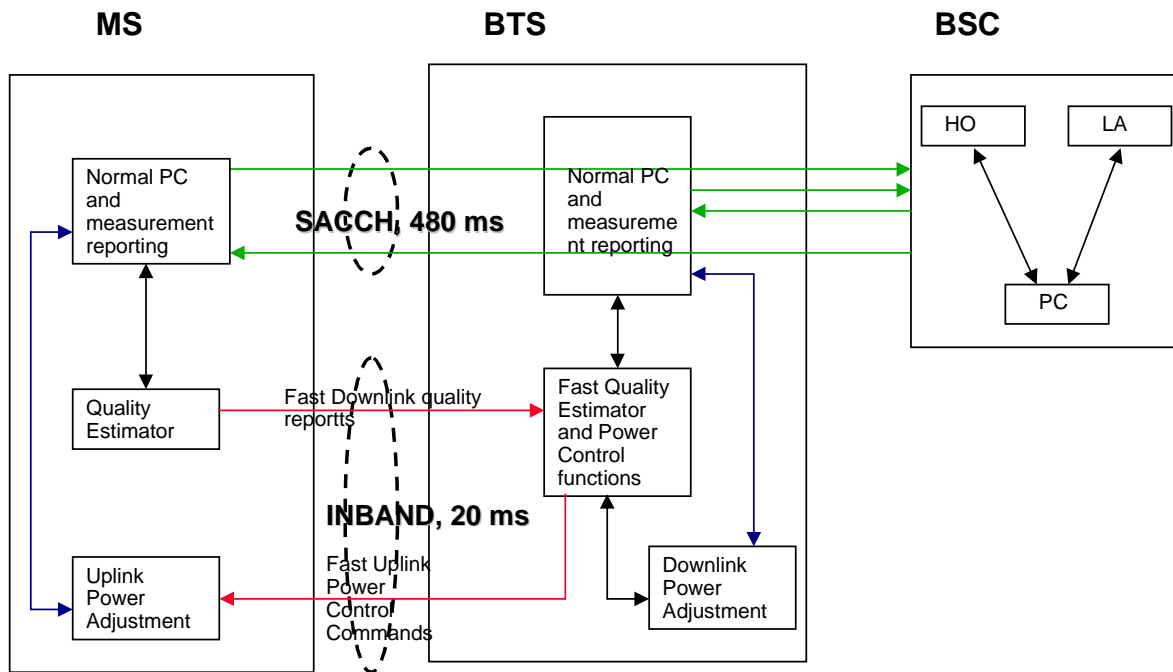 MS
BTS
BSC
HO
LA
PC
Normal PC
and
measurement
reporting
SACCH, 480 ms
Normal PC
and
measureme
nt reporting
Quality
Estimator
Fast Downlink quality
reportts
Fast Quality
Estimator
and Power
Control
functions
INBAND, 20 ms
Uplink
Power
Adjustment
Fast Uplink
Power
Control
Commands
Downlink
Power
Adjustment